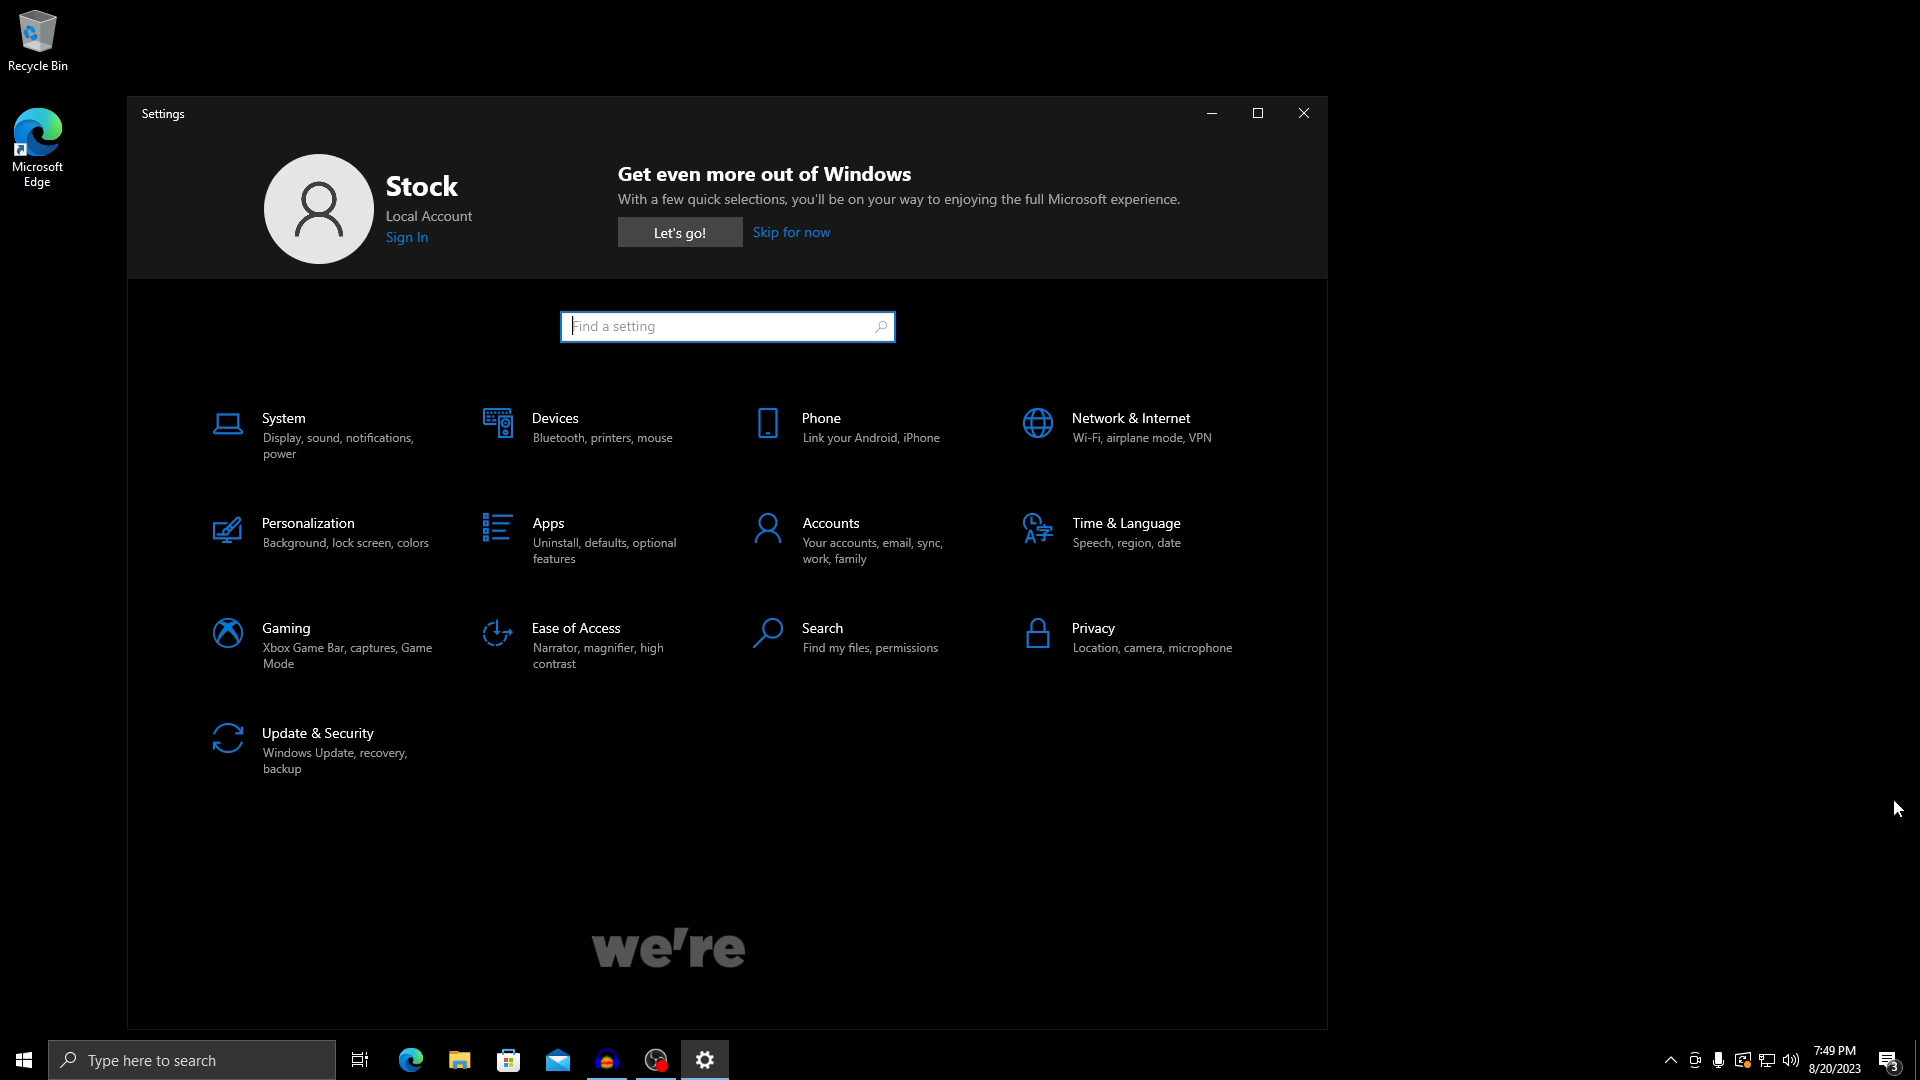 Recycle Bin
Microsoft
Edge
Settings
Stock
Local Account
Sign In
Get even more out of Windows
With a few quick selections, you'll be on your way to enjoying the full Microsoft experience.
Let's go!
Skip for now
Find a setting
System
Display, sound, notifications,
power
Devices
Bluetooth, printers, mouse
Phone
Link your Android, iPhone
Network & Internet
Wi-Fi, airplane mode, VPN
Personalization
Background, lock screen, colors
Apps
Uninstall, defaults, optional
features
Accounts
Your accounts, email, sync,
work, family
Time & Language
Speech, region, date
Gaming
Xbox Game Bar, captures, Game
Mode
Ease of Access
Narrator, magnifier, high
contrast
Search
Find my files, permissions
Privacy
Location, camera, microphone
Update & Security
Windows Update, recovery,
backup
we're
Type here to search
7:49 PM
8/20/2023
3